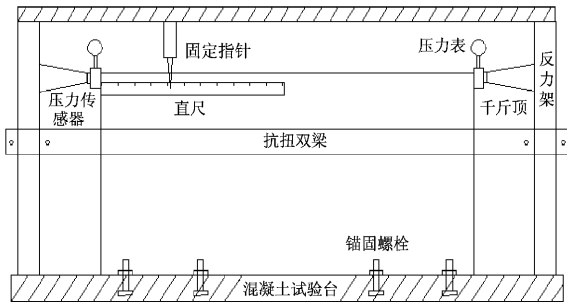 固定指针
压力表
反力架
压力传
感器
直尺
千斤顶
抗扭双梁
锚固螺栓
混凝土试验台